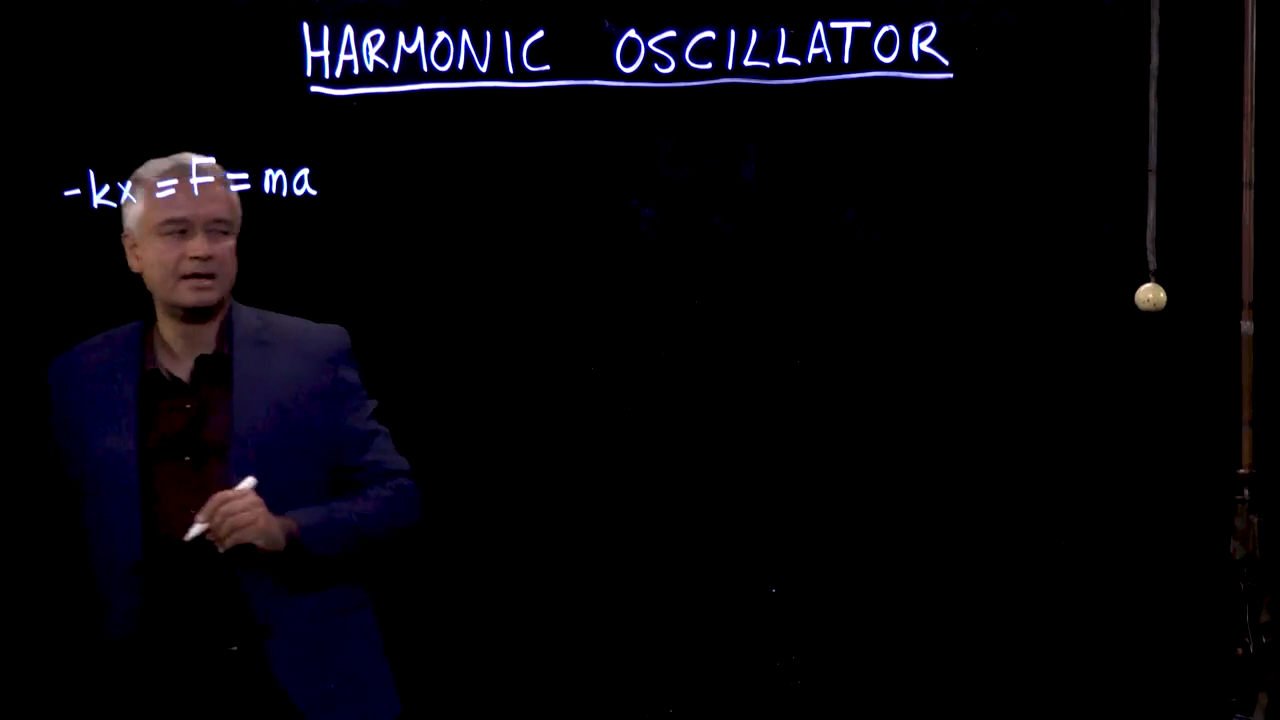 HARMONIC OSCILLATOR
-kx = F = ma